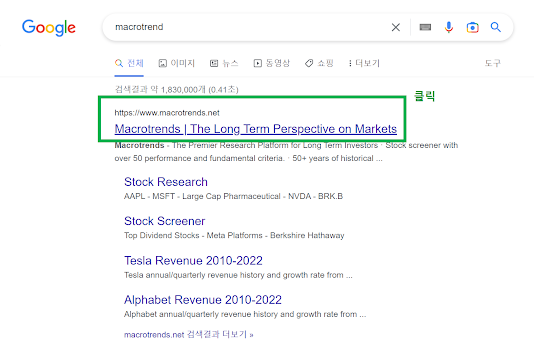 Google
macrotrend
전체 이미지 뉴스 동영상 쇼핑 더보기 도구
검색결과 약 1,830,000개 (0.41초)
클릭
https://www.macrotrends.net
Macrotrends | The Long Term Perspective on Markets
Macrotrends - The Premier Research Platform for Long Term Investors · Stock screener with
over 50 performance and fundamental criteria. · 50+ years of historical ...
Stock Research
AAPL - MSFT - Large Cap Pharmaceutical - NVDA - BRK.B
Stock Screener
Top Dividend Stocks - Meta Platforms - Berkshire Hathaway
Tesla Revenue 2010-2022
Tesla annual/quarterly revenue history and growth rate from ...
Alphabet Revenue 2010-2022
Alphabet annual/quarterly revenue history and growth rate from ...
macrotrends.net 검색결과 더보기 »